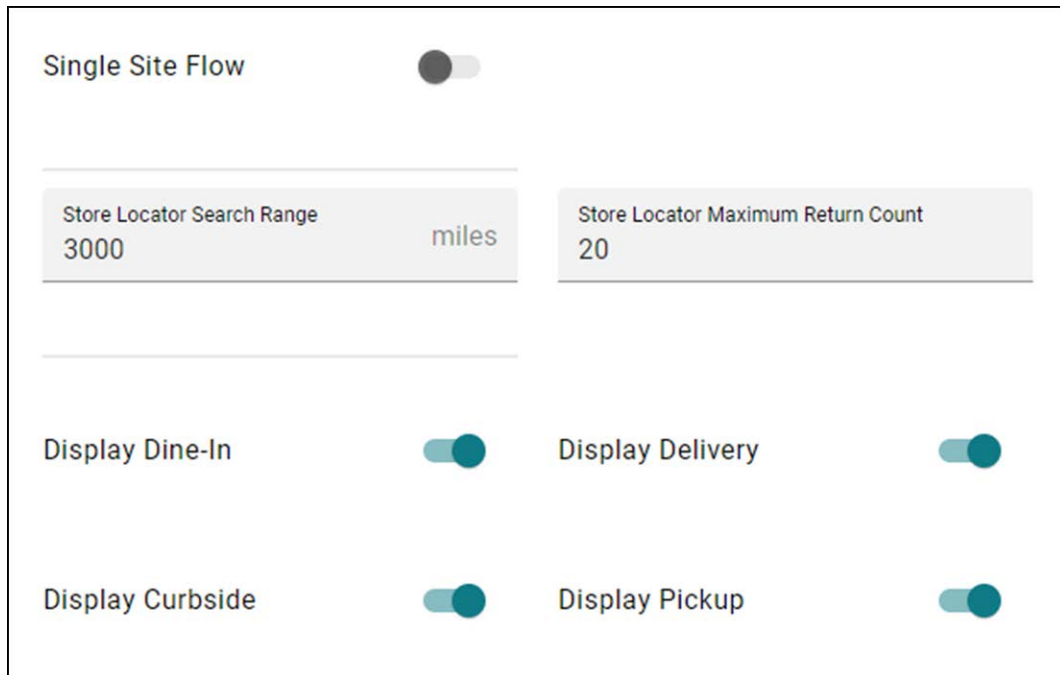 Single Site Flow
Store Locator Search Range
3000
miles
Store Locator Maximum Return Count
20
Display Dine-In
Display Delivery
Display Curbside
Display Pickup